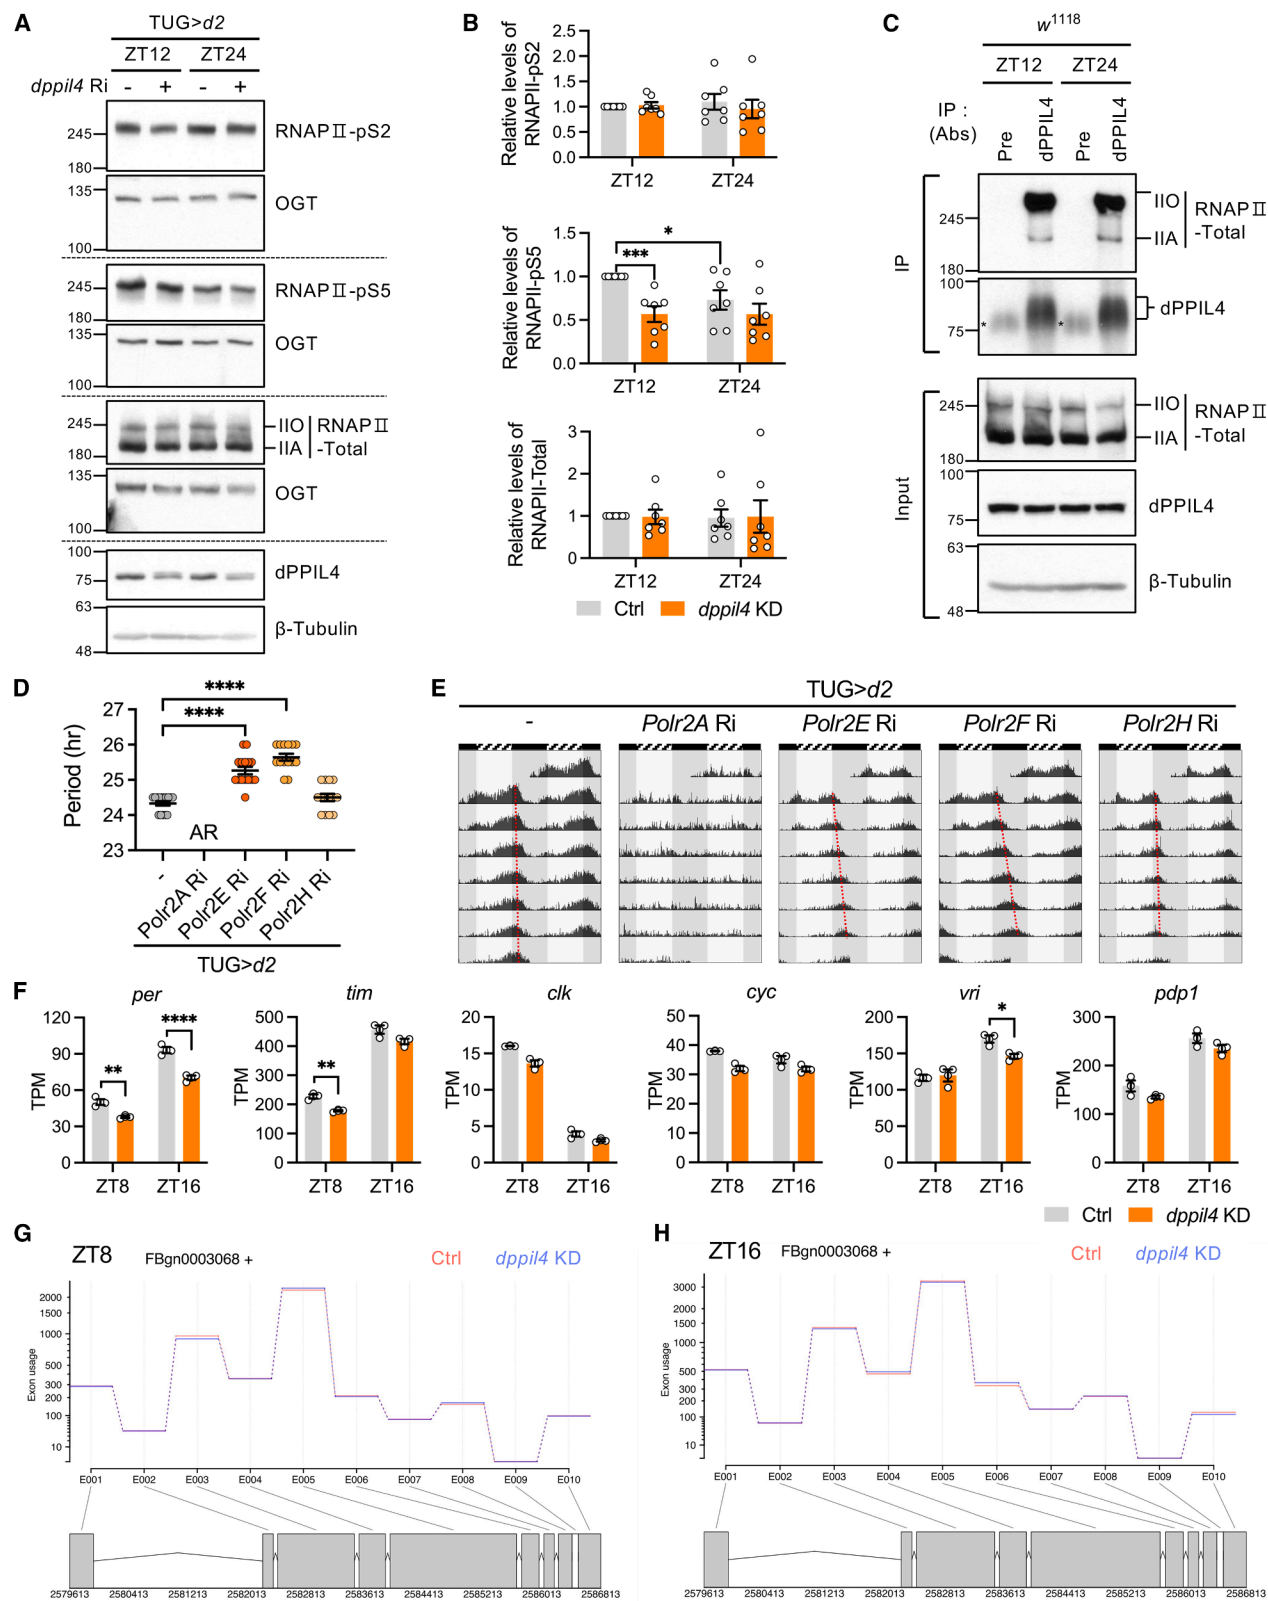 A
TUG>d2
ZT12 ZT24
dppil4 Ri - + - +
245
180
RNAPⅡ-pS2
135
100
OGT
245
180
RNAPⅡ-pS5
135
100
OGT
245
180
IIO
IIA
RNAPⅡ
-Total
135
100
OGT
100
75
dPPIL4
63
48
β-Tubulin
B
Relative levels of
RNAPII-pS2
2.5
2.0
1.5
1.0
0.5
0.0
ZT12 ZT24
Relative levels of
RNAPII-pS5
1.5
1.0
0.5
0.0
***
*
ZT12 ZT24
Relative levels of
RNAPII-Total
3
2
1
0
ZT12 ZT24
Ctrl dppil4 KD
C
w1118
ZT12 ZT24
IP :
(Abs)
Pre dPPIL4 Pre dPPIL4
IP
245
180
IIO
IIA
RNAPⅡ
-Total
100
75
* *
dPPIL4
Input
245
180
IIO
IIA
RNAPⅡ
-Total
100
75
dPPIL4
63
48
β-Tubulin
D
Period (hr)
27
26
25
24
23
****
****
AR
- Polr2A Ri Polr2E Ri Polr2F Ri Polr2H Ri
TUG>d2
E
TUG>d2
- Polr2A Ri Polr2E Ri Polr2F Ri Polr2H Ri
F
per
TPM
120
90
60
30
0
**
****
ZT8 ZT16
tim
TPM
500
400
300
200
100
0
**
ZT8 ZT16
clk
TPM
20
15
10
5
0
ZT8 ZT16
cyc
TPM
50
40
30
20
10
0
ZT8 ZT16
vri
TPM
200
150
100
50
0
*
ZT8 ZT16
pdp1
TPM
300
200
100
0
ZT8 ZT16
Ctrl dppil4 KD
G
ZT8 FBgn0003068 + Ctrl dppil4 KD
Exon usage
2000
1500
1000
500
300
200
100
10
E001 E002 E003 E004 E005 E006 E007 E008 E009 E010
2579613 2580413 2581213 2582013 2582813 2583613 2584413 2585213 2586013 2586813
H
ZT16 FBgn0003068 + Ctrl dppil4 KD
Exon usage
3000
2000
1500
1000
500
300
200
100
10
E001 E002 E003 E004 E005 E006 E007 E008 E009 E010
2579613 2580413 2581213 2582013 2582813 2583613 2584413 2585213 2586013 2586813